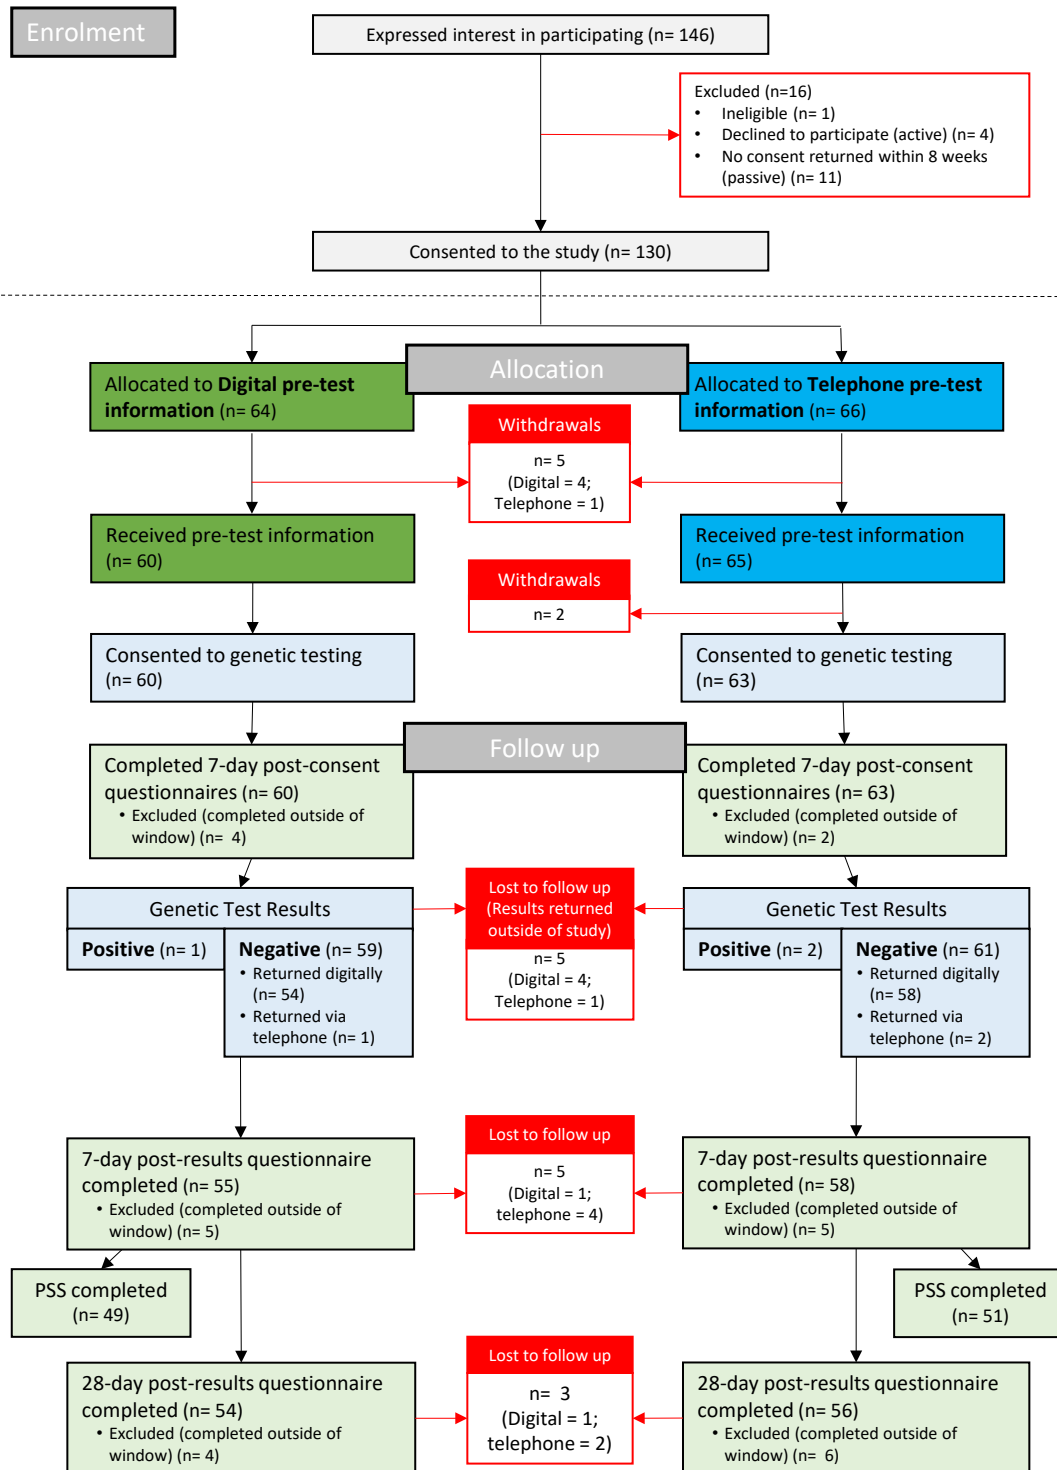 Enrolment
Expressed interest in participating (n= 146)
Excluded (n=16)
• Ineligible (n= 1)
• Declined to participate (active) (n= 4)
• No consent returned within 8 weeks
(passive) (n= 11)
Consented to the study (n= 130)
Allocation
Allocated to Digital pre-test
information (n= 64)
Allocated to Telephone pre-test
information (n= 66)
Withdrawals
n= 5
(Digital = 4;
Telephone = 1)
Received pre-test information
(n= 60)
Received pre-test information
(n= 65)
Withdrawals
n= 2
Consented to genetic testing
(n= 60)
Consented to genetic testing
(n= 63)
Follow up
Completed 7-day post-consent
questionnaires (n= 60)
• Excluded (completed outside of
window) (n=  4)
Completed 7-day post-consent
questionnaires (n= 63)
• Excluded (completed outside of
window) (n= 2)
Genetic Test Results
Positive (n= 1)
Negative (n= 59)
• Returned digitally
(n= 54)
• Returned via
telephone (n= 1)
Lost to follow up
(Results returned
outside of study)
n= 5
(Digital = 4;
Telephone = 1)
Genetic Test Results
Positive (n= 2)
Negative (n= 61)
• Returned digitally
(n= 58)
• Returned via
telephone (n= 2)
7-day post-results questionnaire
completed (n= 55)
• Excluded (completed outside of
window) (n= 5)
Lost to follow up
n= 5
(Digital = 1;
telephone = 4)
7-day post-results questionnaire
completed (n= 58)
• Excluded (completed outside of
window) (n= 5)
PSS completed
(n= 49)
PSS completed
(n= 51)
28-day post-results questionnaire
completed (n= 54)
• Excluded (completed outside of
window) (n= 4)
Lost to follow up
n=  3
(Digital = 1;
telephone = 2)
28-day post-results questionnaire
completed (n= 56)
• Excluded (completed outside of
window) (n=  6)